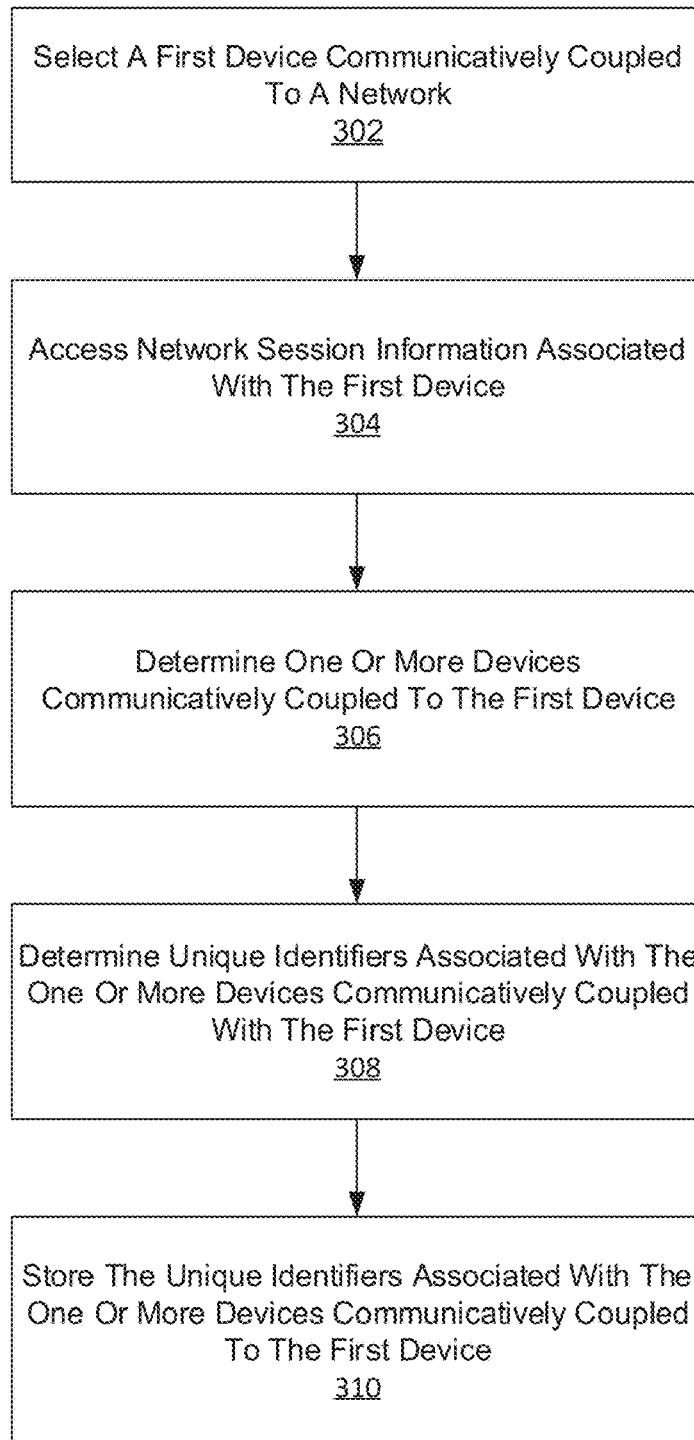 Select A First Device Communicatively Coupled
To A Network
302
Access Network Session Information Associated
With The First Device
304
Determine One Or More Devices
Communicatively Coupled To The First Device
306
Determine Unique Identifiers Associated With The
One Or More Devices Communicatively Coupled
With The First Device
308
Store The Unique Identifiers Associated With The
One Or More Devices Communicatively Coupled
To The First Device
310